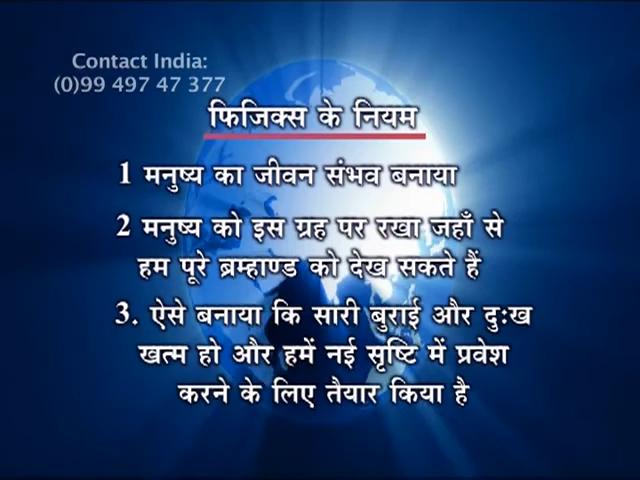 Contact India:
(0)99 497 47 377
फिजिक्स के नियम
1 मनुष्य का जीवन संभव बनाया
2 मनुष्य को इस ग्रह पर रखा जहाँ से
हम पूरे ब्रम्हाण्ड को देख सकते हैं
3. ऐसे बनाया कि सारी बुराई और दुःख
खत्म हो और हमें नई सृष्टि में प्रवेश
करने के लिए तैयार किया है